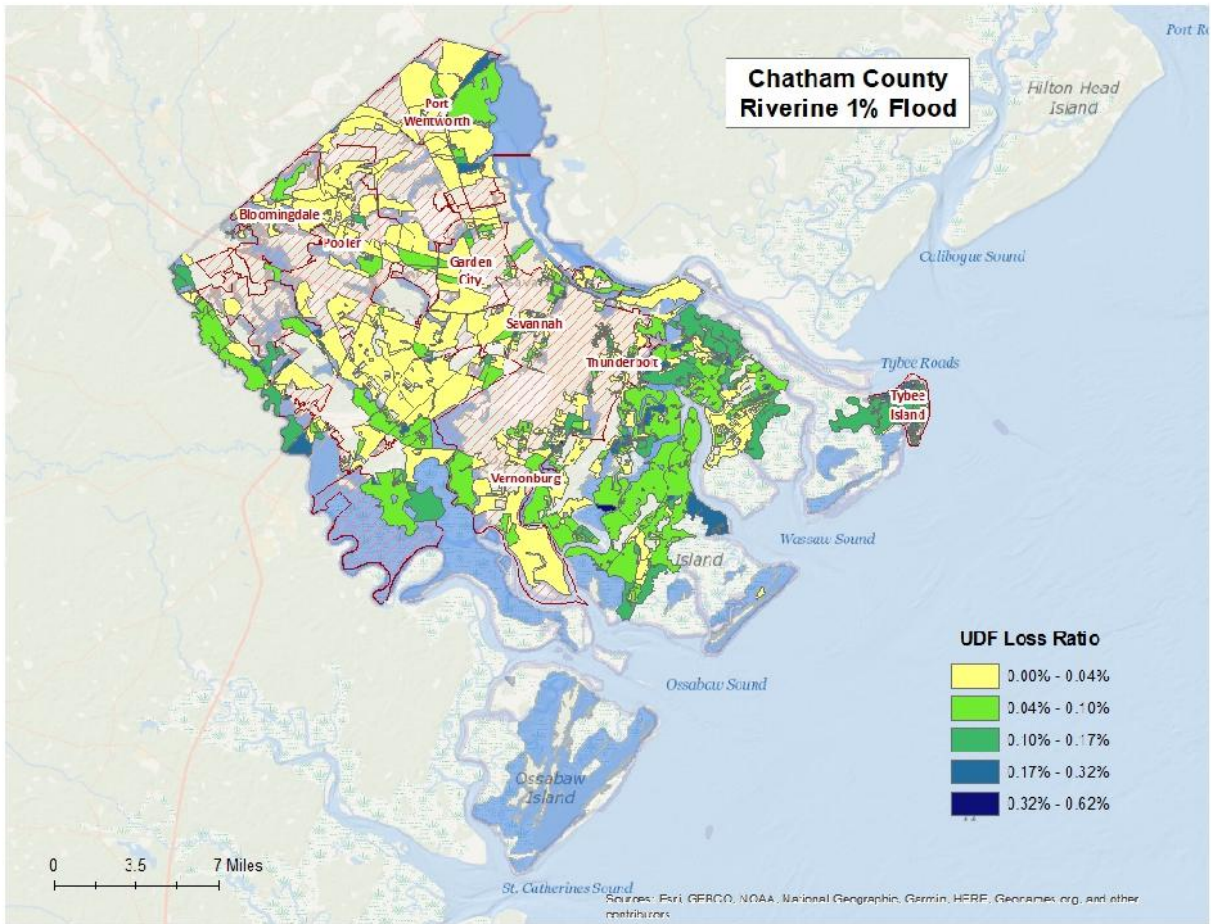 Port Ro
Chatham County
Riverine 1% Flood
Hilton Head
Island
Port
Wentworth
Bloomingdale
Pooler
Garden
City
Calibogue Sound
Savannah
Thunderbolt
Tybee Roads
Tybee
Island
Vernonburg
Wassaw Sound
Island
UDF Loss Ratio
0.00% - 0.04%
0.04% - 0.10%
0.10% - 0.17%
0.17% - 0.32%
0.32% - 0.62%
Ossabaw Sound
Ossabaw
Island
0 3.5 7 Miles
St. Catherines Sound
Sources: Esri, GEBCO, NOAA, National Geographic, Garmin, HERE, Geonames.org, and other
contributors